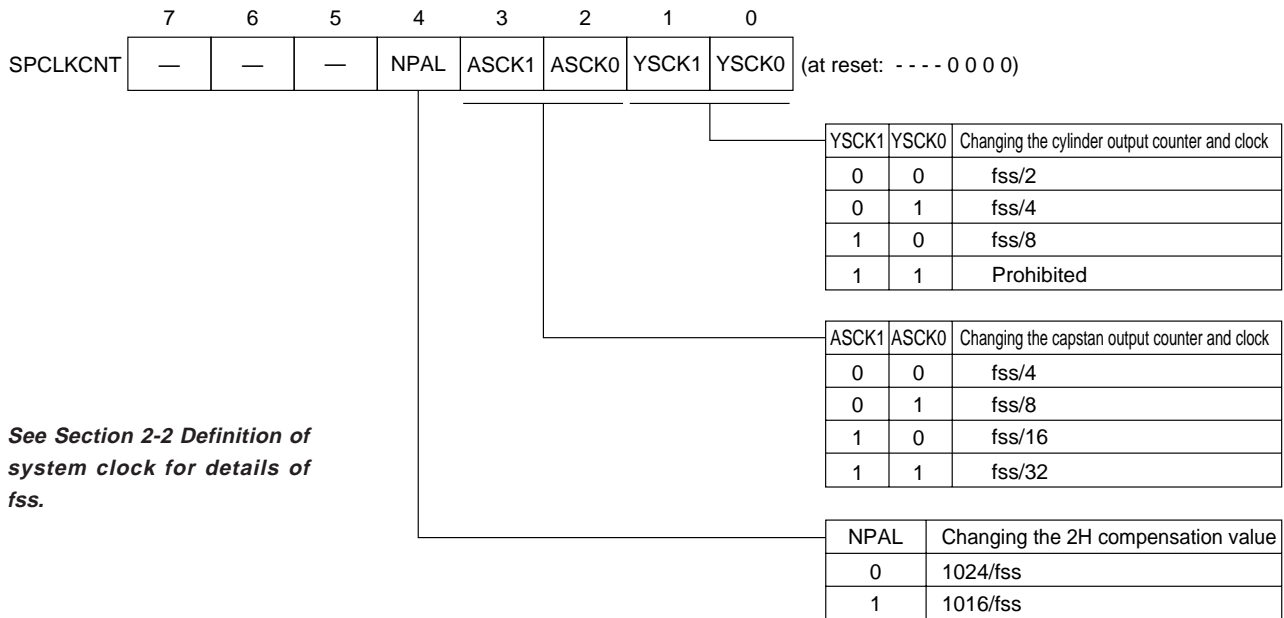 7 6 5 4 3 2 1 0
SPCLKCNT — — — NPAL ASCK1 ASCK0 YSCK1 YSCK0 (at reset: - - - - 0 0 0 0)
YSCK1 YSCK0 Changing the cylinder output counter and clock
0 0 fss/2
0 1 fss/4
1 0 fss/8
1 1 Prohibited
ASCK1 ASCK0 Changing the capstan output counter and clock
0 0 fss/4
0 1 fss/8
1 0 fss/16
1 1 fss/32
See Section 2-2 Definition of
system clock for details of
fss.
NPAL Changing the 2H compensation value
0 1024/fss
1 1016/fss